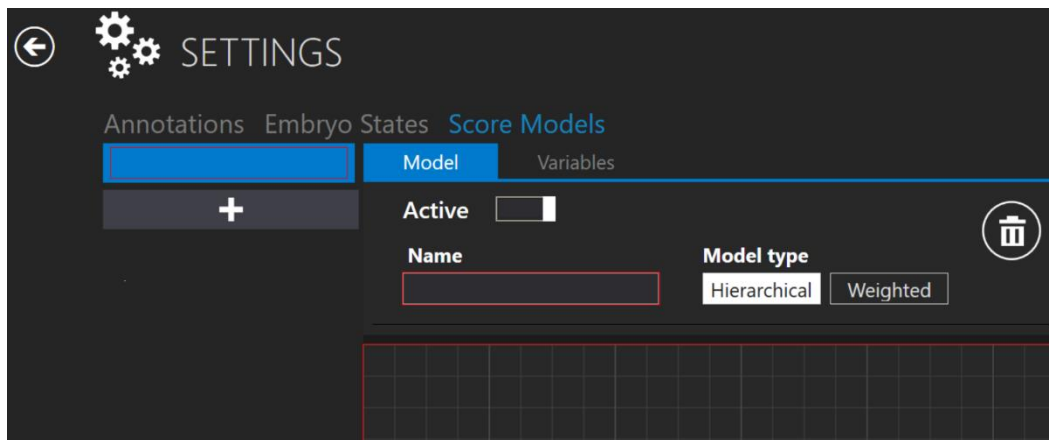 SETTINGS
Annotations Embryo States Score Models
Model Variables
+
Active
Name Model type
Hierarchical Weighted